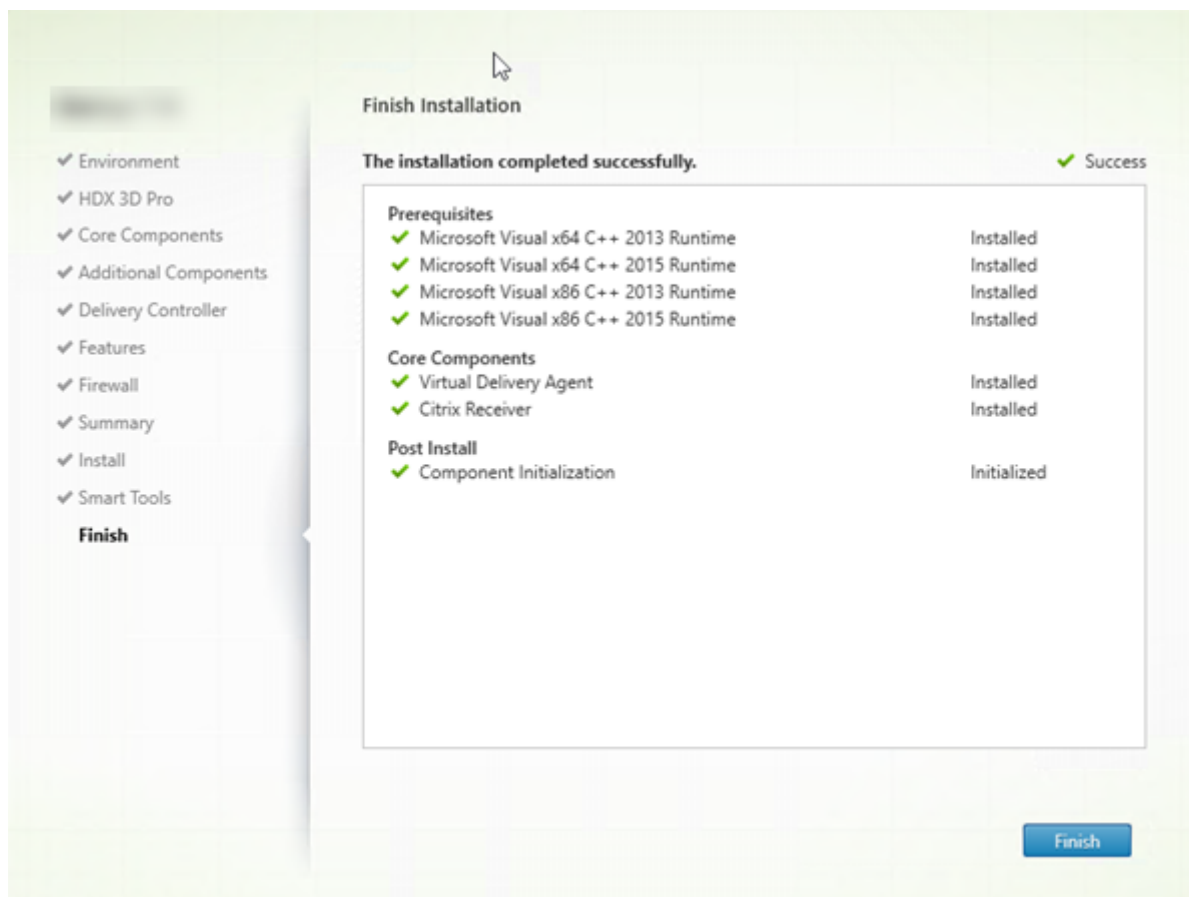 Finish Installation
Environment
HDX 3D Pro
Core Components
Additional Components
Delivery Controller
Features
Firewall
Summary
Install
Smart Tools
Finish
The installation completed successfully. Success
Prerequisites
Microsoft Visual x64 C++ 2013 Runtime Installed
Microsoft Visual x64 C++ 2015 Runtime Installed
Microsoft Visual x86 C++ 2013 Runtime Installed
Microsoft Visual x86 C++ 2015 Runtime Installed
Core Components
Virtual Delivery Agent Installed
Citrix Receiver Installed
Post Install
Component Initialization Initialized
Finish